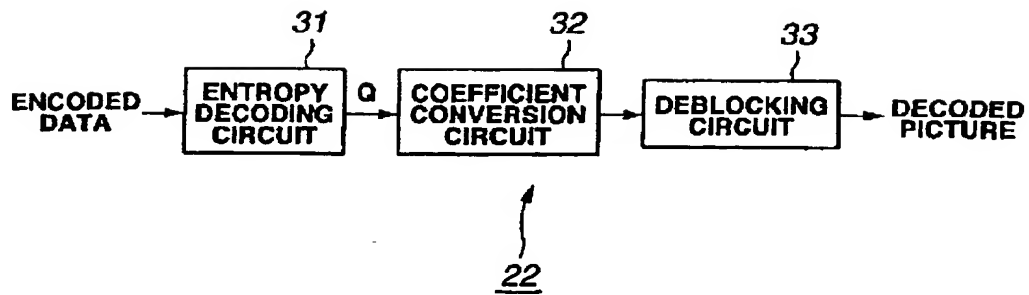 31
32
33
ENCODED
DATA
ENTROPY
DECODING
CIRCUIT
Q
COEFFICIENT
CONVERSION
CIRCUIT
DEBLOCKING
CIRCUIT
DECODED
PICTURE
22